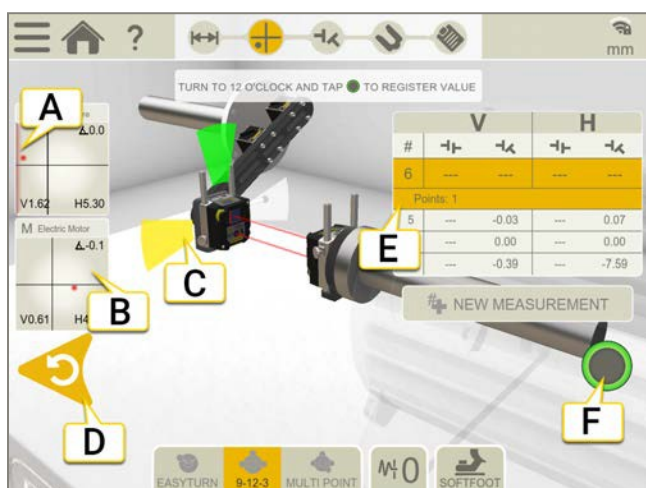 ?
mm
TURN TO 12 O'CLOCK AND TAP TO REGISTER VALUE
A
0.0
V1.62 H5.30
M Electric Motor
-0.1
V0.61
B
C
D
V H
#
6 --- --- --- ---
Points: 1
5 --- -0.03 --- 0.07
--- 0.00 --- 0.00
--- -0.39 --- -7.59
E
NEW MEASUREMENT
F
EASYTURN 9-12-3 MULTI POINT 0 SOFTFOOT